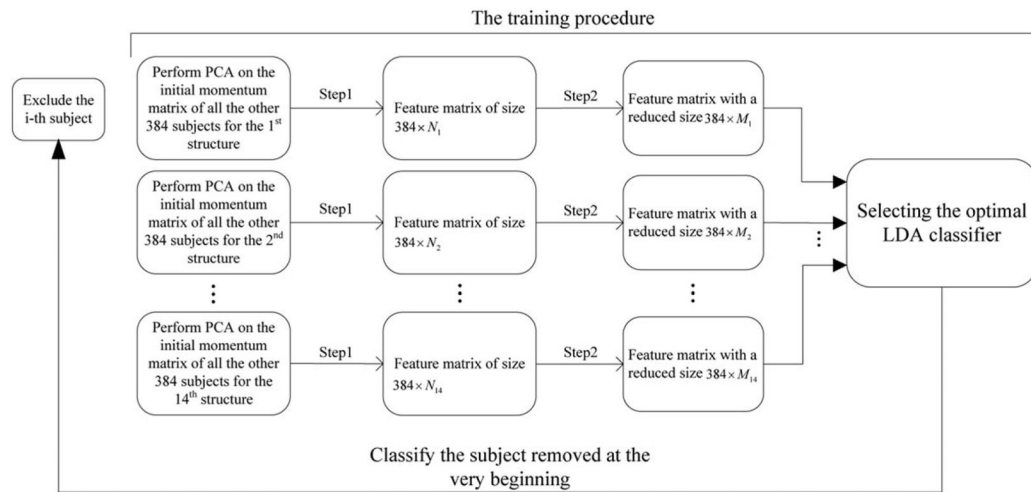 The training procedure
Exclude the
i-th subject
Perform PCA on the
initial momentum
matrix of all the other
384 subjects for the 1st
structure
Step1
Feature matrix of size
384×N1
Step2
Feature matrix with a
reduced size 384×M1
Perform PCA on the
initial momentum
matrix of all the other
384 subjects for the 2nd
structure
Step1
Feature matrix of size
384×N2
Step2
Feature matrix with a
reduced size 384×M2
Selecting the optimal
LDA classifier
Perform PCA on the
initial momentum
matrix of all the other
384 subjects for the
14th structure
Step1
Feature matrix of size
384×N14
Step2
Feature matrix with a
reduced size 384×M14
Classify the subject removed at the
very beginning